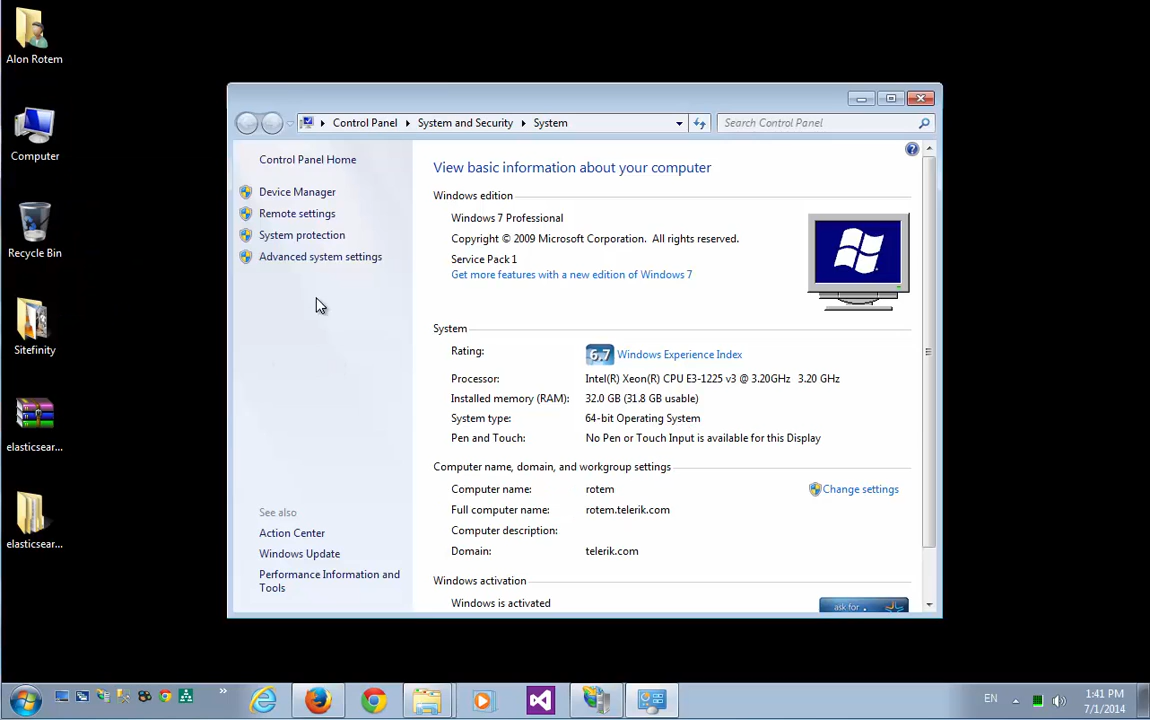 Alon Rotem
Computer
Recycle Bin
Sitefinity
elasticsear...
elasticsear...
Control Panel
System and Security
System
Search Control Panel
Control Panel Home
Device Manager
Remote settings
System protection
Advanced system settings
See also
Action Center
Windows Update
Performance Information and
Tools
View basic information about your computer
Windows edition
Windows 7 Professional
Copyright © 2009 Microsoft Corporation. All rights reserved.
Service Pack 1
Get more features with a new edition of Windows 7
System
Rating: 6.7 Windows Experience Index
Processor: Intel(R) Xeon(R) CPU E3-1225 v3 @ 3.20GHz 3.20 GHz
Installed memory (RAM): 32.0 GB (31.8 GB usable)
System type: 64-bit Operating System
Pen and Touch: No Pen or Touch Input is available for this Display
Computer name, domain, and workgroup settings
Computer name: rotem
Change settings
Full computer name: rotem.telerik.com
Computer description:
Domain: telerik.com
Windows activation
Windows is activated
ask for
EN
1:41 PM
7/1/2014